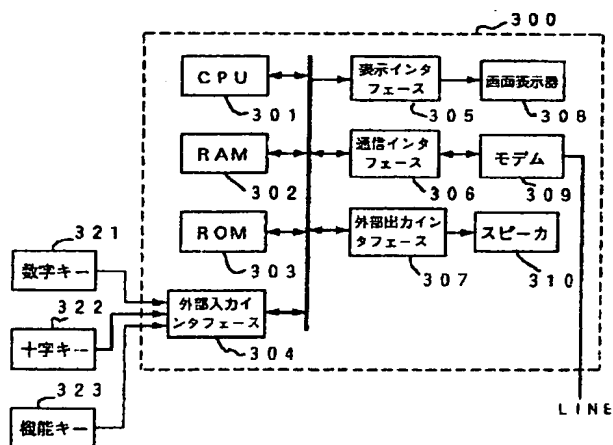 300
CPU
301
表示インタ
フェース
305
画面表示器
308
RAM
302
通信インタ
フェース
306
モデム
309
ROM
303
外部出力イン
タフェース
307
スピーカ
310
321
数字キー
322
十字キー
323
機能キー
外部入力イ
ンタフェース
304
LINE